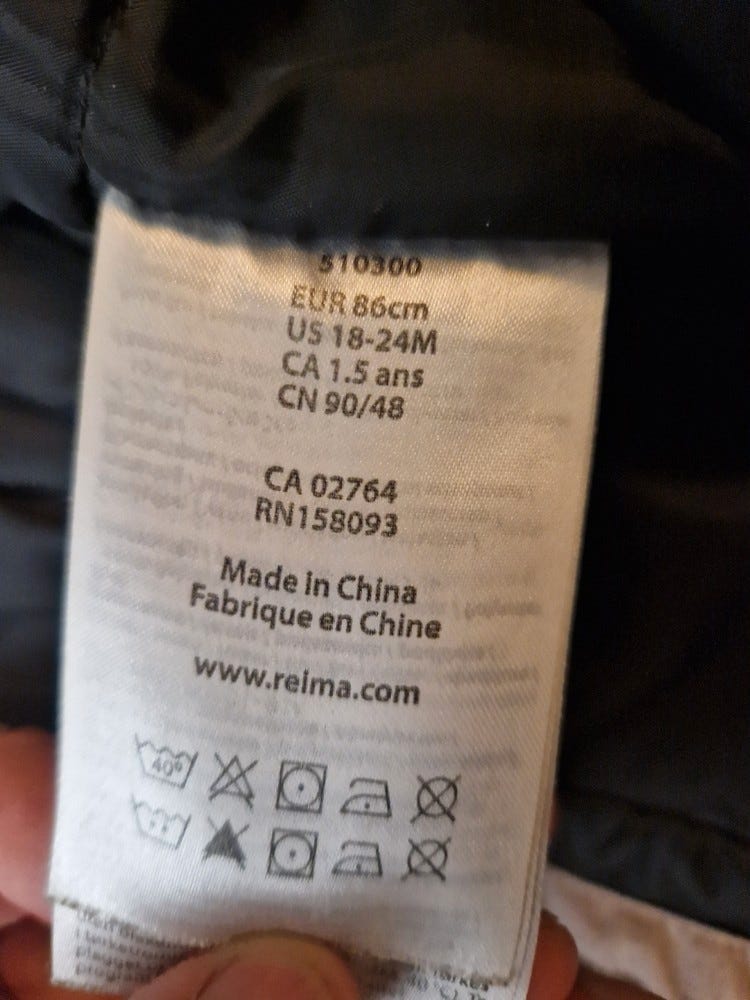 510300
EUR 86cm
US 18-24M
CA 1.5 ans
CN 90/48
CA 02764
RN158093
Made in China
Fabrique en Chine
www.reima.com
40°